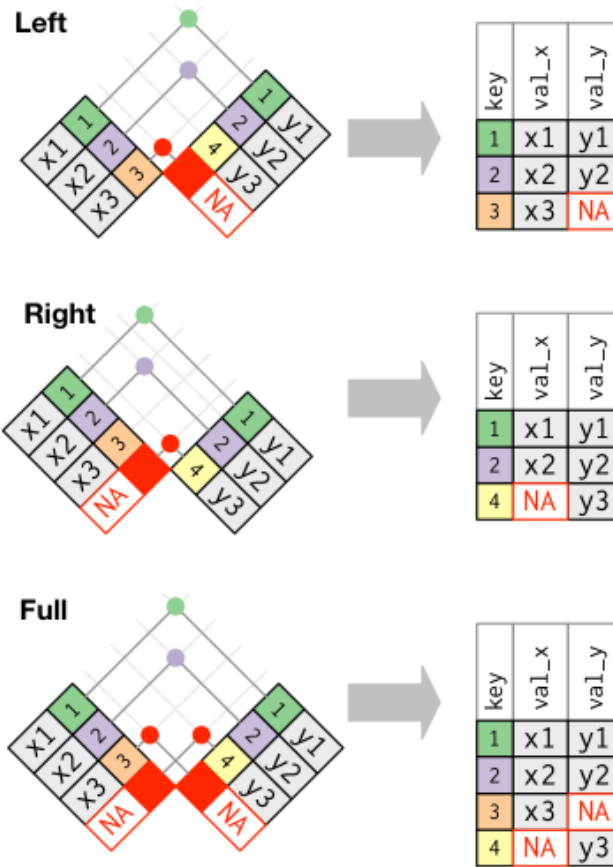 Left
1 x1
2 x2
3 x3
1 y1
2 y2
4 y3
NA
key val_x val_y
1 x1 y1
2 x2 y2
3 x3 NA
Right
1 x1
2 x2
3 x3
NA
1 y1
2 y2
4 y3
key val_x val_y
1 x1 y1
2 x2 y2
4 NA y3
Full
1 x1
2 x2
3 x3
NA
1 y1
2 y2
4 y3
NA
key val_x val_y
1 x1 y1
2 x2 y2
3 x3 NA
4 NA y3